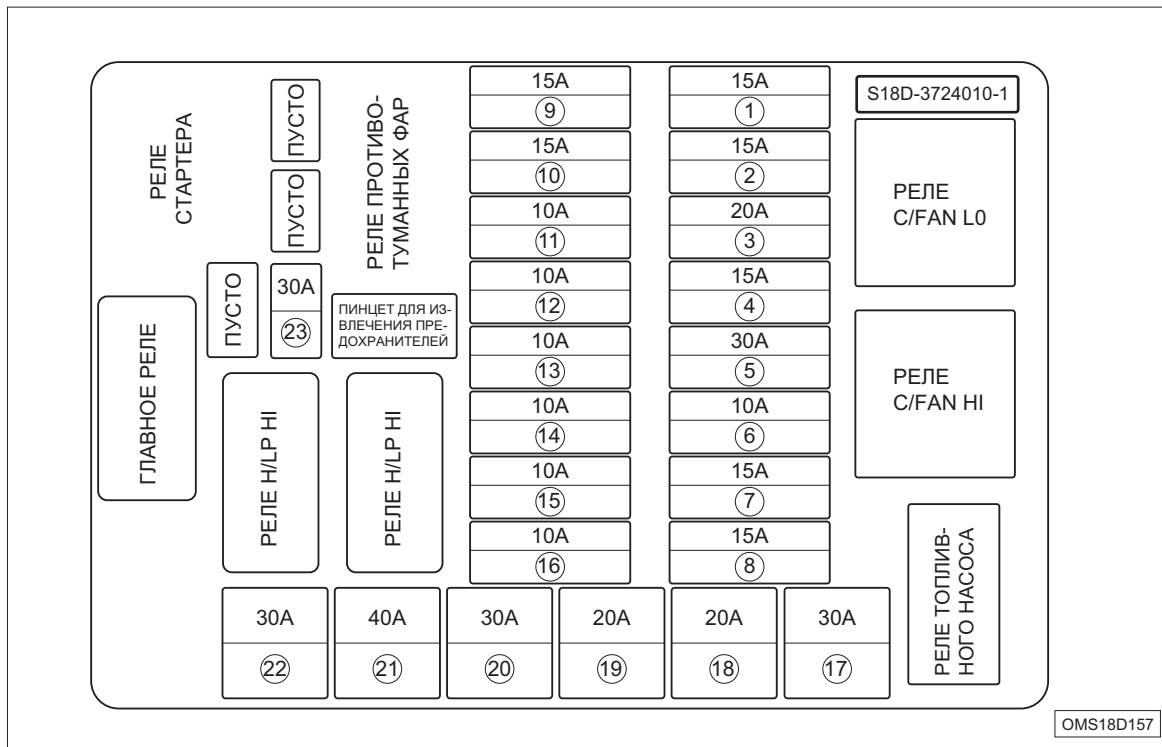 РЕЛЕ
СТАРТЕРА
ПУСТО
ПУСТО
РЕЛЕ ПРОТИВО-
ТУМАННЫХ ФАР
ПУСТО
30A
23
ПИНЦЕТ ДЛЯ ИЗ-
ВЛЕЧЕНИЯ ПРЕ-
ДОХРАНИТЕЛЕЙ
ГЛАВНОЕ РЕЛЕ
РЕЛЕ H/LP HI
РЕЛЕ H/LP HI
15A
9
15A
10
10A
11
10A
12
10A
13
10A
14
10A
15
10A
16
15A
1
15A
2
20A
3
15A
4
30A
5
10A
6
15A
7
15A
8
S18D-3724010-1
РЕЛЕ
C/FAN L0
РЕЛЕ
C/FAN HI
РЕЛЕ ТОПЛИВ-
НОГО НАСОСА
30A
22
40A
21
30A
20
20A
19
20A
18
30A
17
OMS18D157